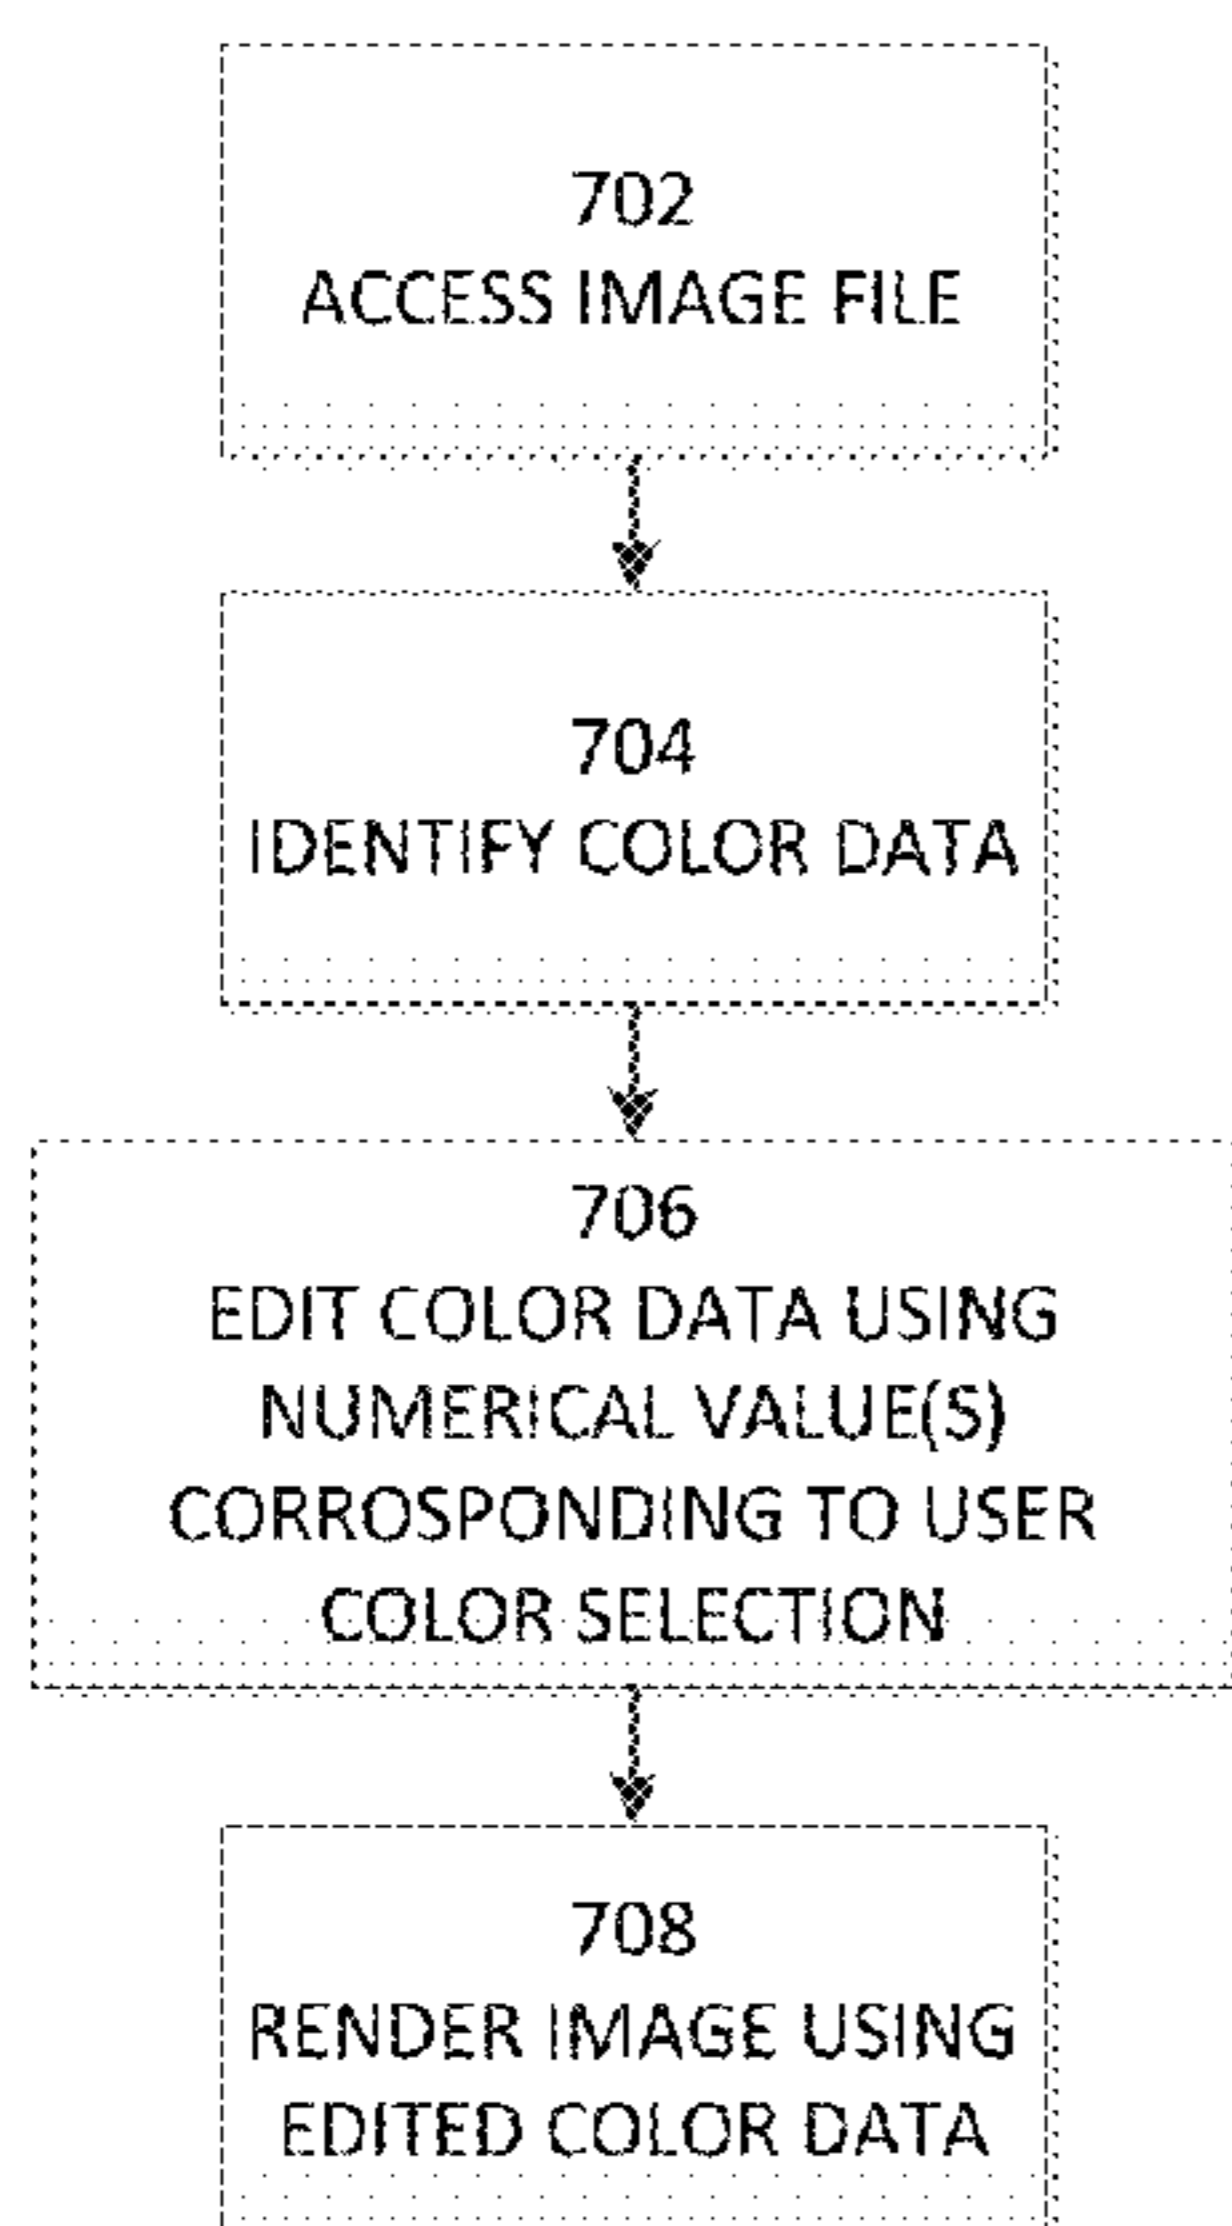 702
ACCESS IMAGE FILE
704
IDENTIFY COLOR DATA
706
EDIT COLOR DATA USING
NUMERICAL VALUE(S)
CORROSPONDING TO USER
COLOR SELECTION
708
RENDER IMAGE USING
EDITED COLOR DATA